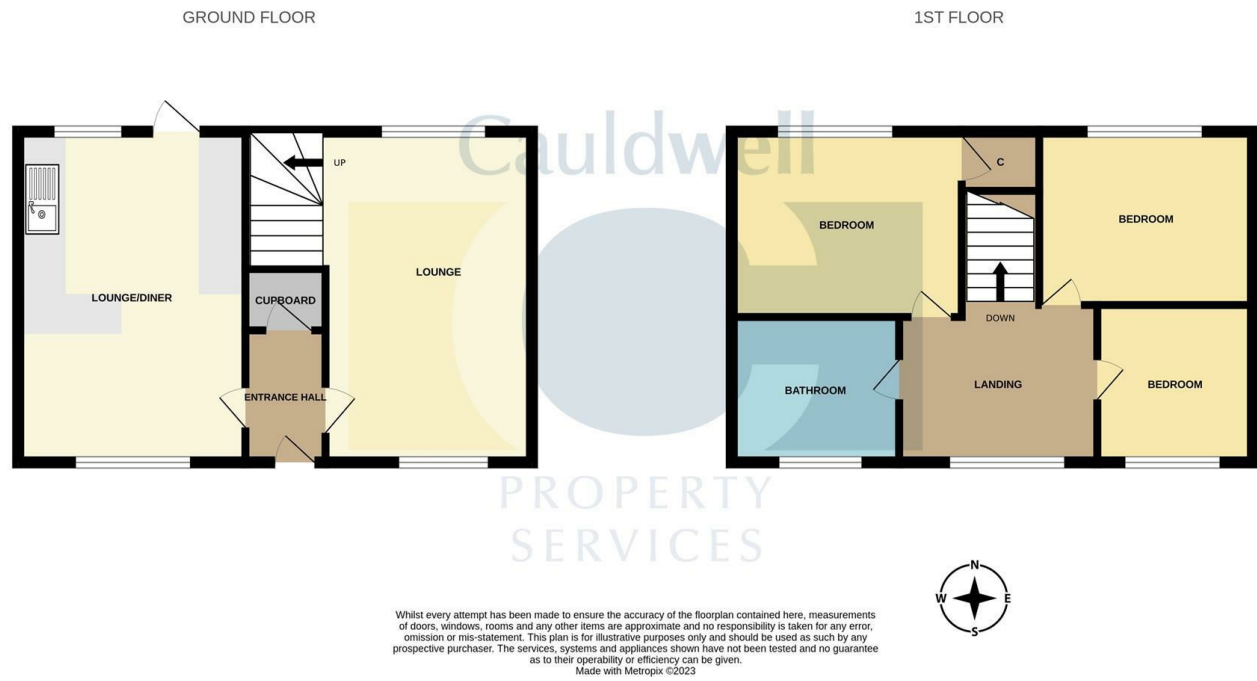 GROUND FLOOR
1ST FLOOR
Cauldwell
UP
C
BEDROOM
BEDROOM
LOUNGE
LOUNGE/DINER
CUPBOARD
DOWN
ENTRANCE HALL
BATHROOM
LANDING
BEDROOM
PROPERTY
SERVICES
N
W E
S
Whilst every attempt has been made to ensure the accuracy of the floorplan contained here, measurements
of doors, windows, rooms and any other items are approximate and no responsibility is taken for any error,
omission or mis-statement. This plan is for illustrative purposes only and should be used as such by any
prospective purchaser. The services, systems and appliances shown have not been tested and no guarantee
as to their operability or efficiency can be given.
Made with Metropix ©2023